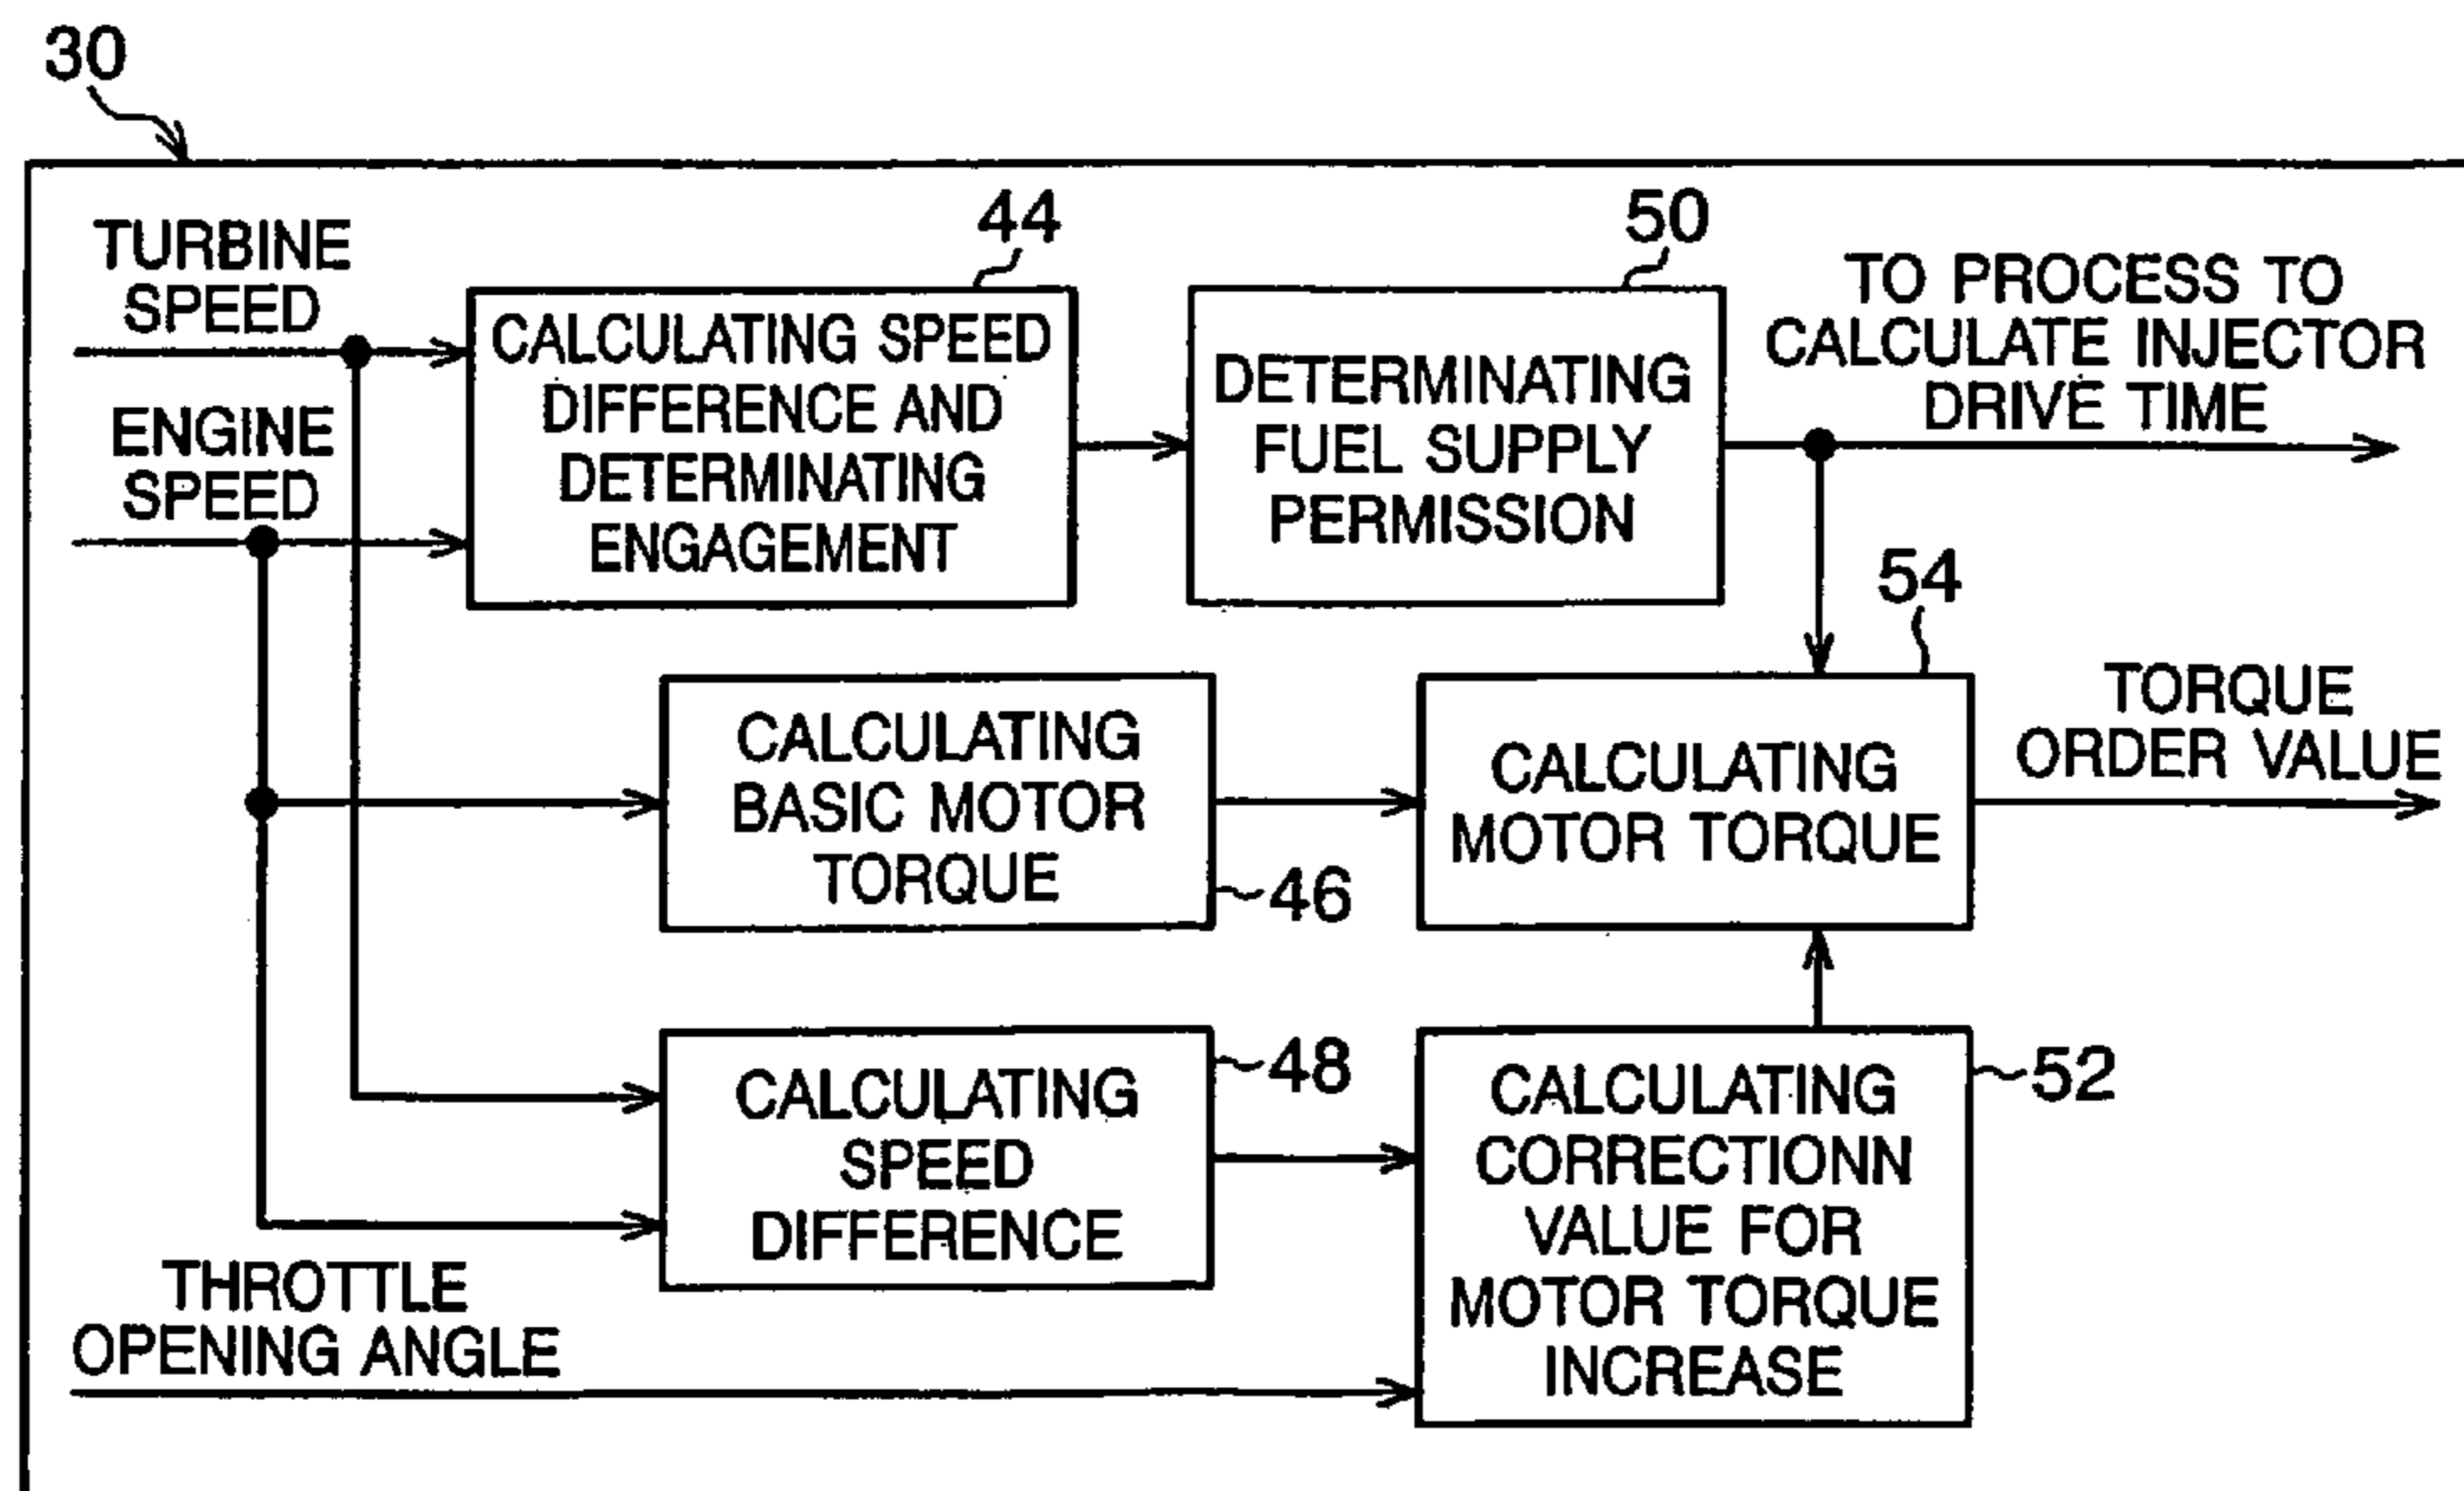 30
TURBINE
SPEED
44
50
CALCULATING SPEED
DIFFERENCE AND
DETERMINATING
ENGAGEMENT
DETERMINATING
FUEL SUPPLY
PERMISSION
TO PROCESS TO
CALCULATE INJECTOR
DRIVE TIME
ENGINE
SPEED
54
CALCULATING
BASIC MOTOR
TORQUE
46
CALCULATING
MOTOR TORQUE
TORQUE
ORDER VALUE
CALCULATING
SPEED
DIFFERENCE
48
CALCULATING
CORRECTIONN
VALUE FOR
MOTOR TORQUE
INCREASE
52
THROTTLE
OPENING ANGLE